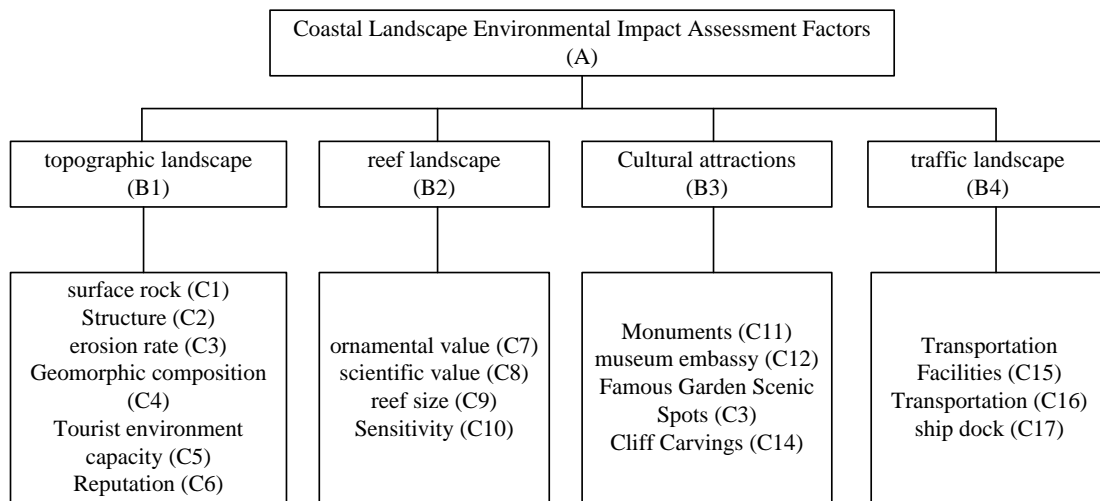 Coastal Landscape Environmental Impact Assessment Factors
(A)
topographic landscape
(B1)
reef landscape
(B2)
Cultural attractions
(B3)
traffic landscape
(B4)
surface rock (C1)
Structure (C2)
erosion rate (C3)
Geomorphic composition
(C4)
Tourist environment
capacity (C5)
Reputation (C6)
ornamental value (C7)
scientific value (C8)
reef size (C9)
Sensitivity (C10)
Monuments (C11)
museum embassy (C12)
Famous Garden Scenic
Spots (C3)
Cliff Carvings (C14)
Transportation
Facilities (C15)
Transportation (C16)
ship dock (C17)